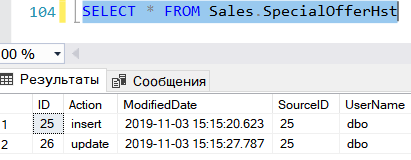 104 SELECT * FROM Sales.SpecialOfferHst
00 %
Результаты Сообщения
ID Action ModifiedDate SourceID UserName
1 25 insert 2019-11-03 15:15:20.623 25 dbo
2 26 update 2019-11-03 15:15:27.787 25 dbo